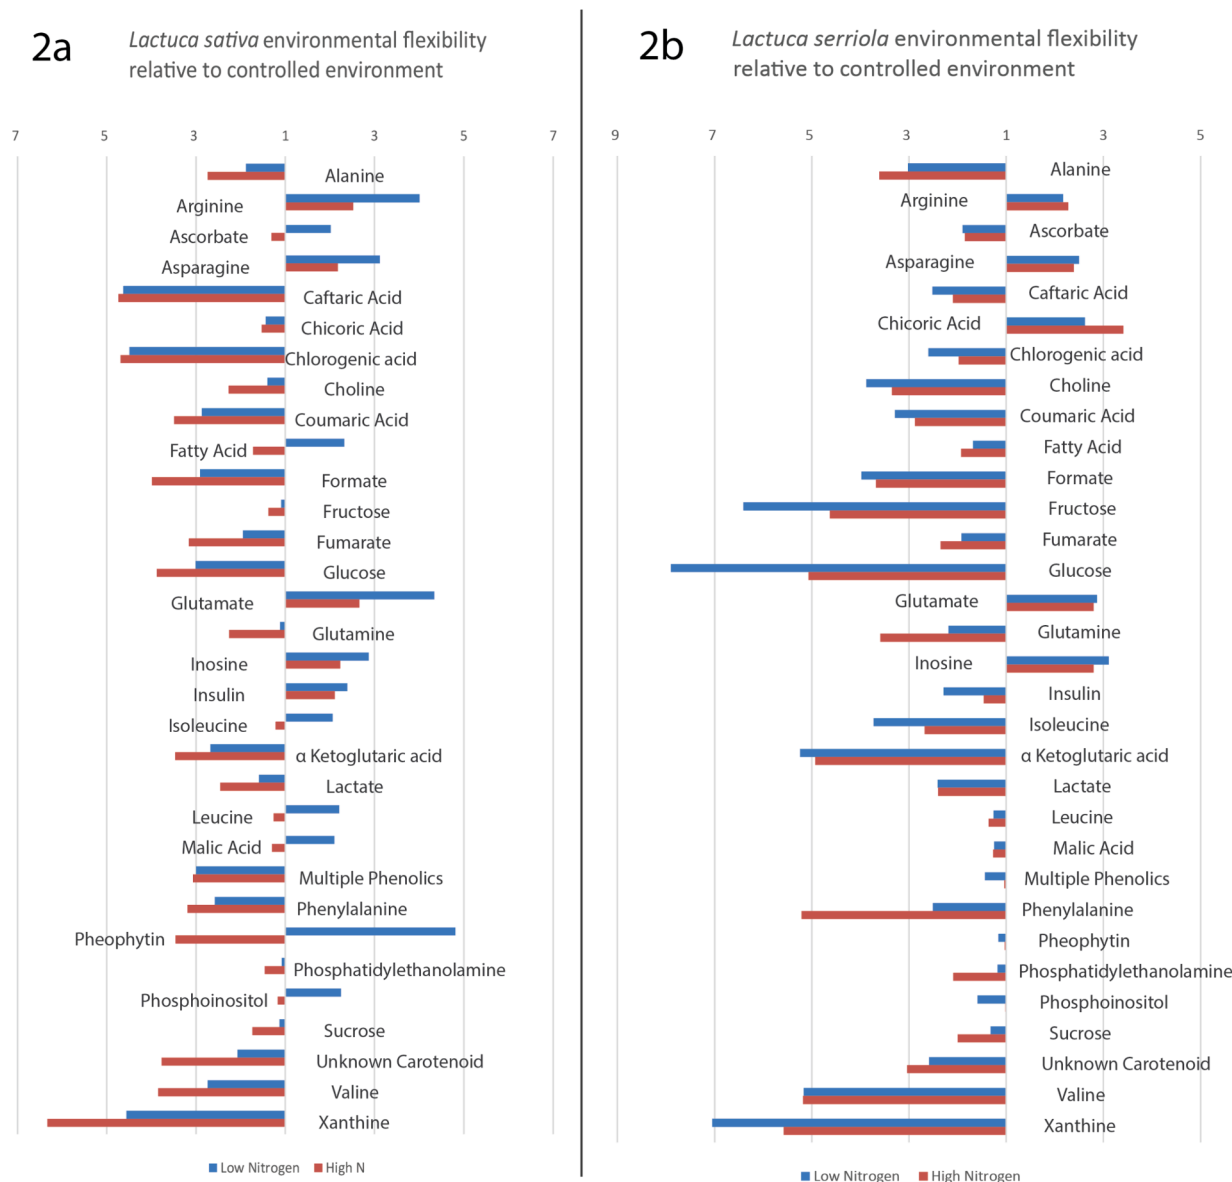 2a
Lactuca sativa environmental flexibility
relative to controlled environment
7 5 3 1 3 5 7
Alanine
Arginine
Ascorbate
Asparagine
Caftaric Acid
Chicoric Acid
Chlorogenic acid
Choline
Coumaric Acid
Fatty Acid
Formate
Fructose
Fumarate
Glucose
Glutamate
Glutamine
Inosine
Insulin
Isoleucine
α Ketoglutaric acid
Lactate
Leucine
Malic Acid
Multiple Phenolics
Phenylalanine
Pheophytin
Phosphatidylethanolamine
Phosphoinositol
Sucrose
Unknown Carotenoid
Valine
Xanthine
Low Nitrogen High N
2b
Lactuca serriola environmental flexibility
relative to controlled environment
9 7 5 3 1 3 5
Alanine
Arginine
Ascorbate
Asparagine
Caftaric Acid
Chicoric Acid
Chlorogenic acid
Choline
Coumaric Acid
Fatty Acid
Formate
Fructose
Fumarate
Glucose
Glutamate
Glutamine
Inosine
Insulin
Isoleucine
α Ketoglutaric acid
Lactate
Leucine
Malic Acid
Multiple Phenolics
Phenylalanine
Pheophytin
Phosphatidylethanolamine
Phosphoinositol
Sucrose
Unknown Carotenoid
Valine
Xanthine
Low Nitrogen High Nitrogen